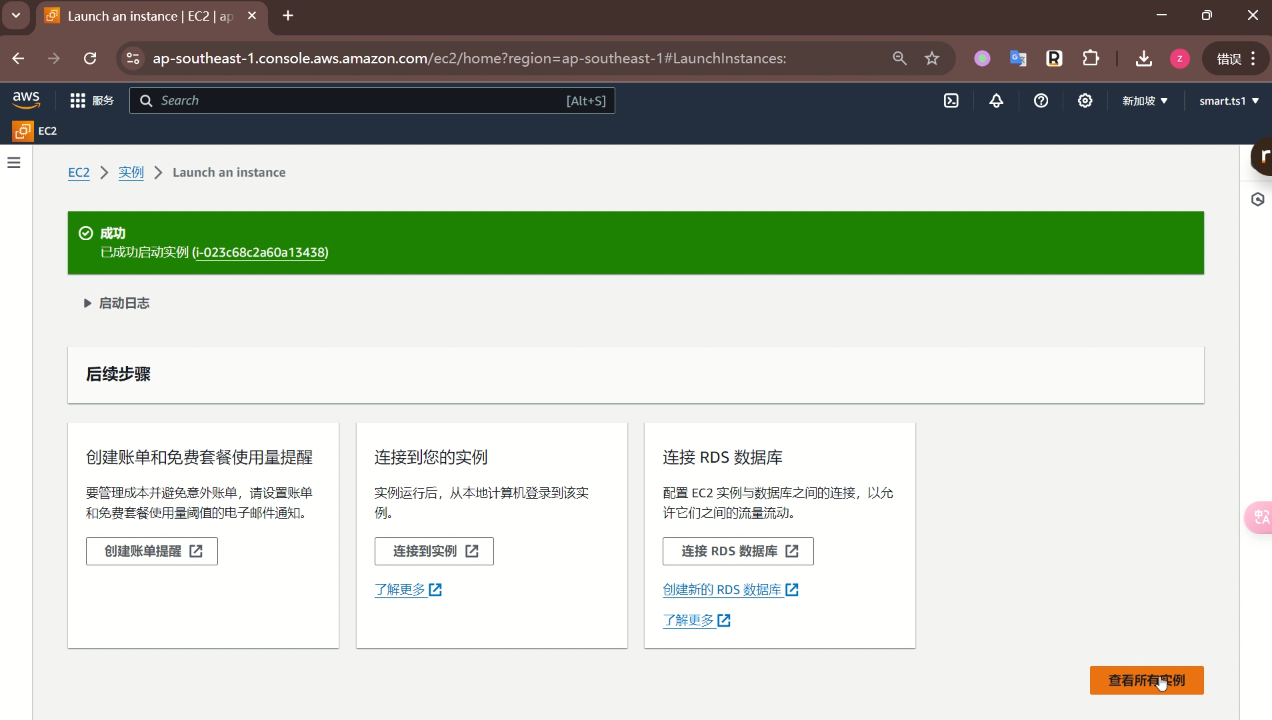 Launch an instance | EC2 | ap
ap-southeast-1.console.aws.amazon.com/ec2/home?region=ap-southeast-1#LaunchInstances:
R
z
错误
aws
服务
Search
[Alt+S]
新加坡
smart.ts1
EC2
EC2
实例
Launch an instance
成功
已成功启动实例 (i-023c68c2a60a13438)
启动日志
后续步骤
创建账单和免费套餐使用量提醒
要管理成本并避免意外账单，请设置账单
和免费套餐使用量阈值的电子邮件通知。
创建账单提醒
连接到您的实例
实例运行后，从本地计算机登录到该实
例。
连接到实例
了解更多
连接 RDS 数据库
配置 EC2 实例与数据库之间的连接，以允
许它们之间的流量流动。
连接 RDS 数据库
创建新的 RDS 数据库
了解更多
查看所有实例